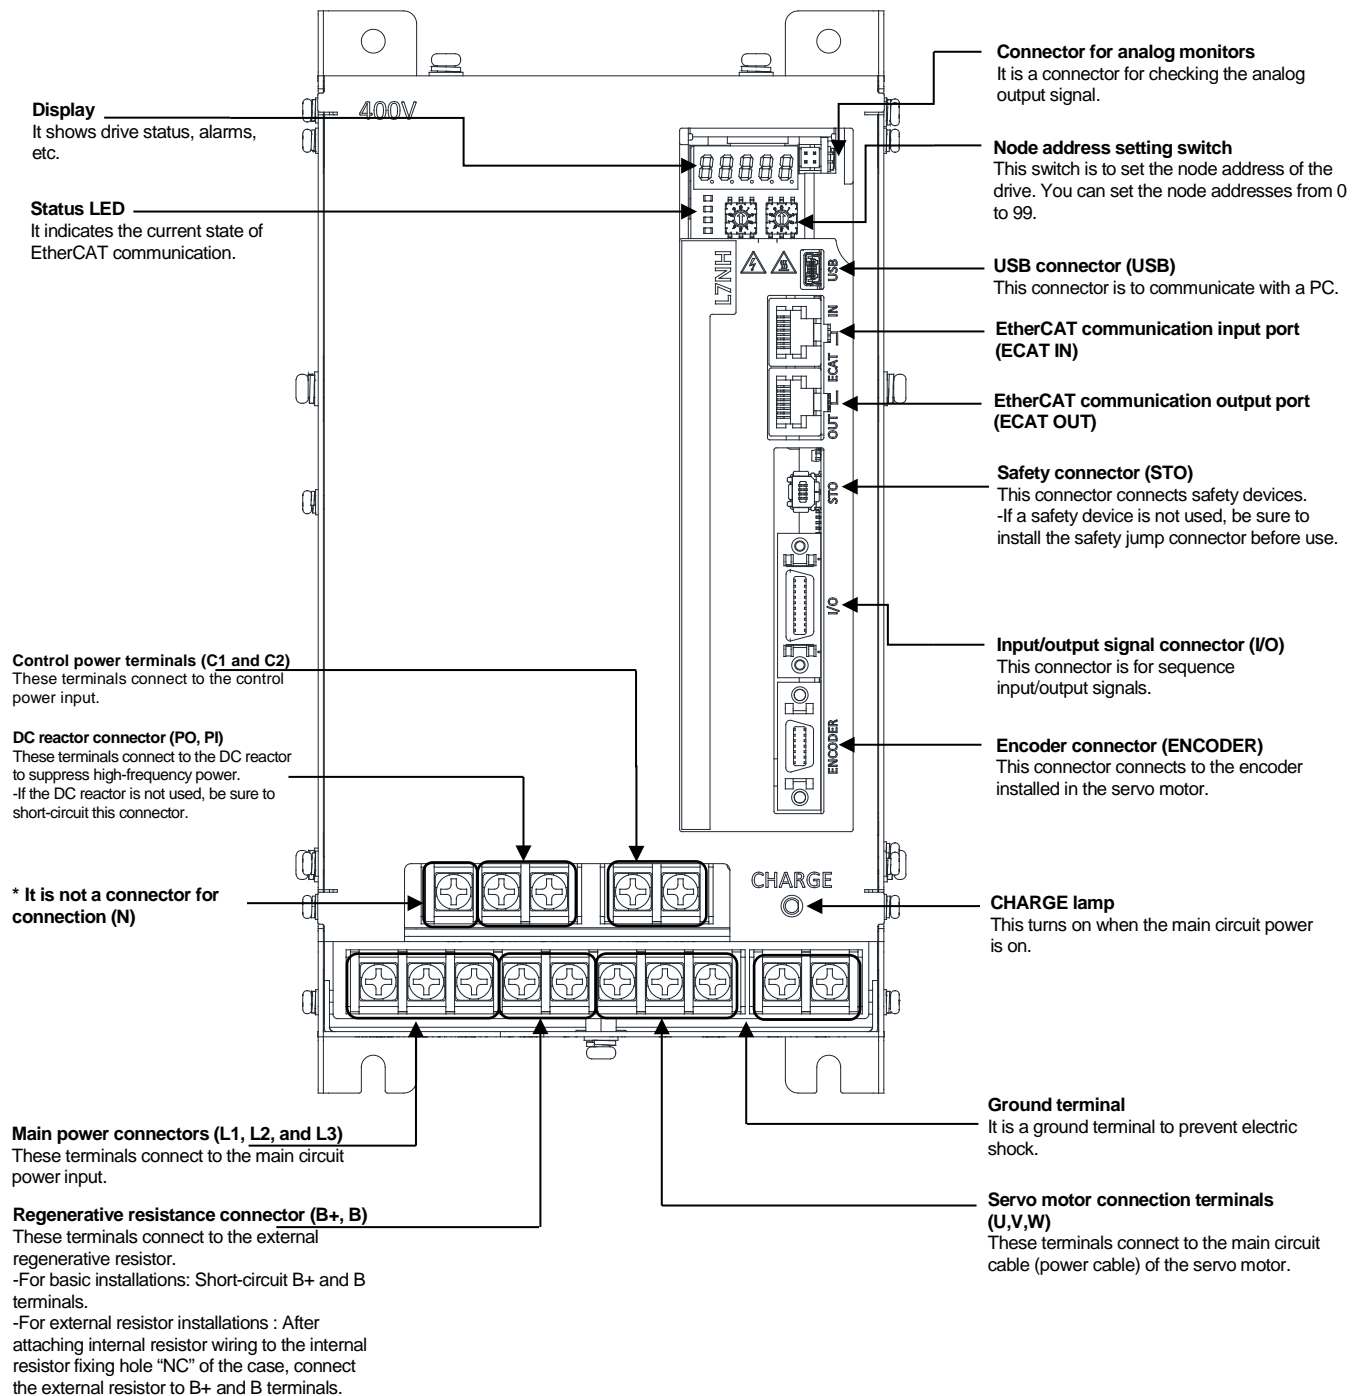 400V
Display
It shows drive status, alarms,
etc.
Status LED
It indicates the current state of
EtherCAT communication.
Control power terminals (C1 and C2)
These terminals connect to the control
power input.
DC reactor connector (PO, PI)
These terminals connect to the DC reactor
to suppress high-frequency power.
-If the DC reactor is not used, be sure to
short-circuit this connector.
* It is not a connector for
connection (N)
Main power connectors (L1, L2, and L3)
These terminals connect to the main circuit
power input.
Regenerative resistance connector (B+, B)
These terminals connect to the external
regenerative resistor.
-For basic installations: Short-circuit B+ and B
terminals.
-For external resistor installations : After
attaching internal resistor wiring to the internal
resistor fixing hole “NC” of the case, connect
the external resistor to B+ and B terminals.
88888
L7NH
USB
IN
ECAT
OUT
STO
I/O
ENCODER
CHARGE
Connector for analog monitors
It is a connector for checking the analog
output signal.
Node address setting switch
This switch is to set the node address of the
drive. You can set the node addresses from 0
to 99.
USB connector (USB)
This connector is to communicate with a PC.
EtherCAT communication input port
(ECAT IN)
EtherCAT communication output port
(ECAT OUT)
Safety connector (STO)
This connector connects safety devices.
-If a safety device is not used, be sure to
install the safety jump connector before use.
Input/output signal connector (I/O)
This connector is for sequence
input/output signals.
Encoder connector (ENCODER)
This connector connects to the encoder
installed in the servo motor.
CHARGE lamp
This turns on when the main circuit power
is on.
Ground terminal
It is a ground terminal to prevent electric
shock.
Servo motor connection terminals
(U,V,W)
These terminals connect to the main circuit
cable (power cable) of the servo motor.